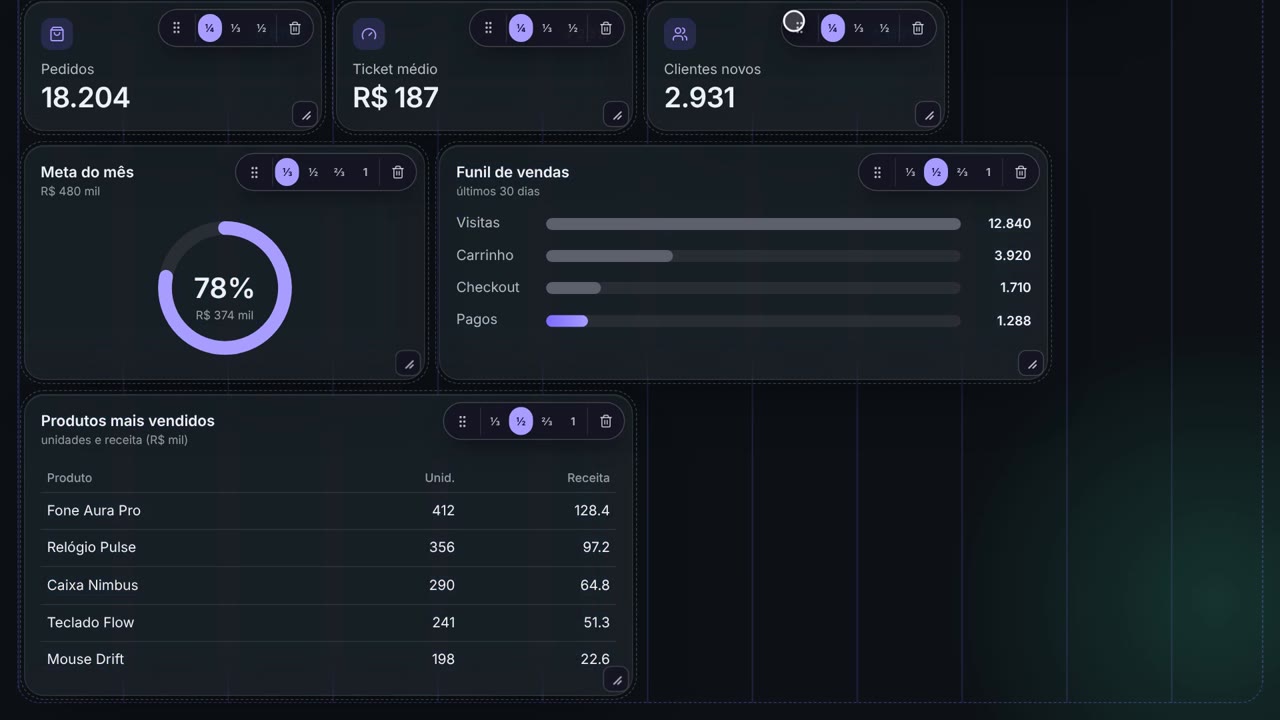 ¼ ⅓ ½
¼ ⅓ ½
¼ ⅓ ½
Pedidos
18.204
Ticket médio
R$ 187
Clientes novos
2.931
Meta do mês
R$ 480 mil
⅓ ½ ⅔ 1
78%
R$ 374 mil
Funil de vendas
últimos 30 dias
⅓ ½ ⅔ 1
Visitas 12.840
Carrinho 3.920
Checkout 1.710
Pagos 1.288
Produtos mais vendidos
unidades e receita (R$ mil)
⅓ ½ ⅔ 1
Produto Unid. Receita
Fone Aura Pro 412 128.4
Relógio Pulse 356 97.2
Caixa Nimbus 290 64.8
Teclado Flow 241 51.3
Mouse Drift 198 22.6